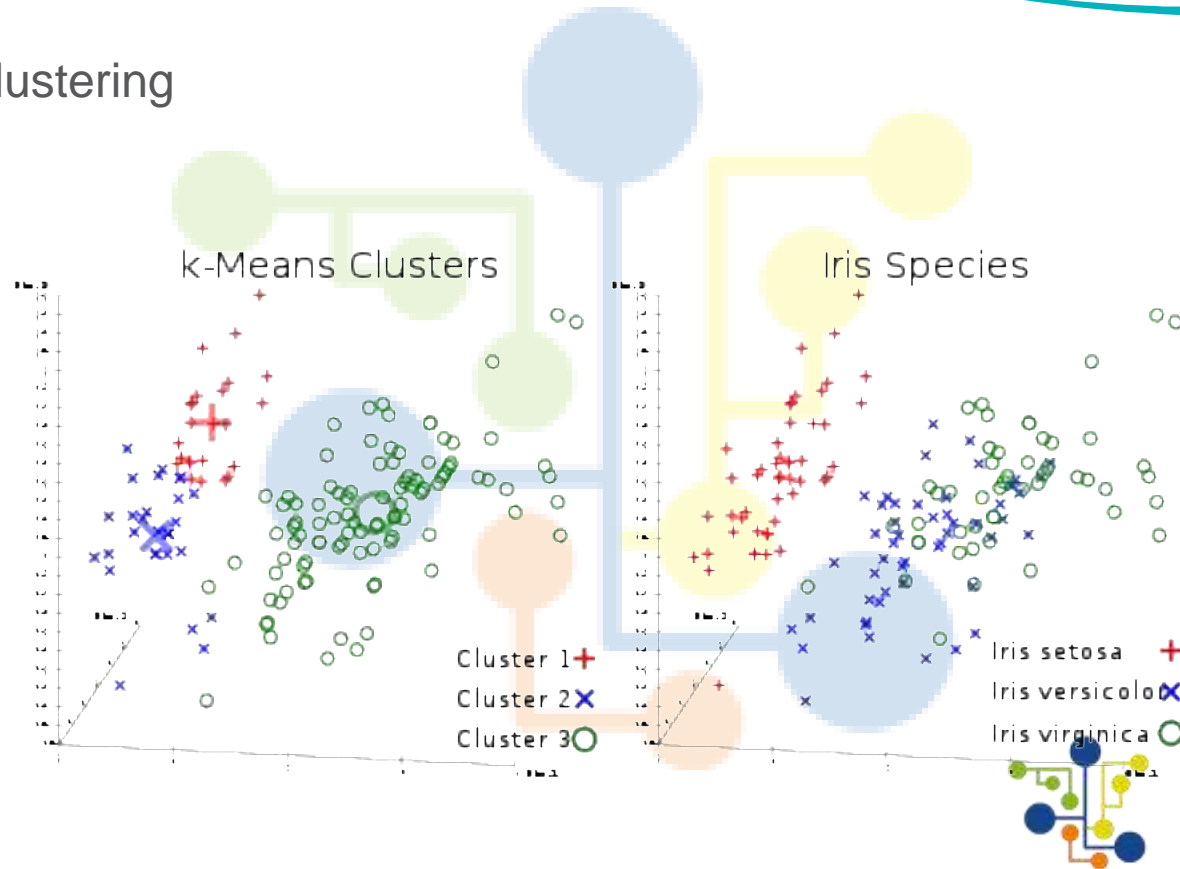 lustering
k-Means Clusters
Iris Species
Cluster 1
Cluster 2
Cluster 3
Iris setosa
Iris versicolor
Iris virginica